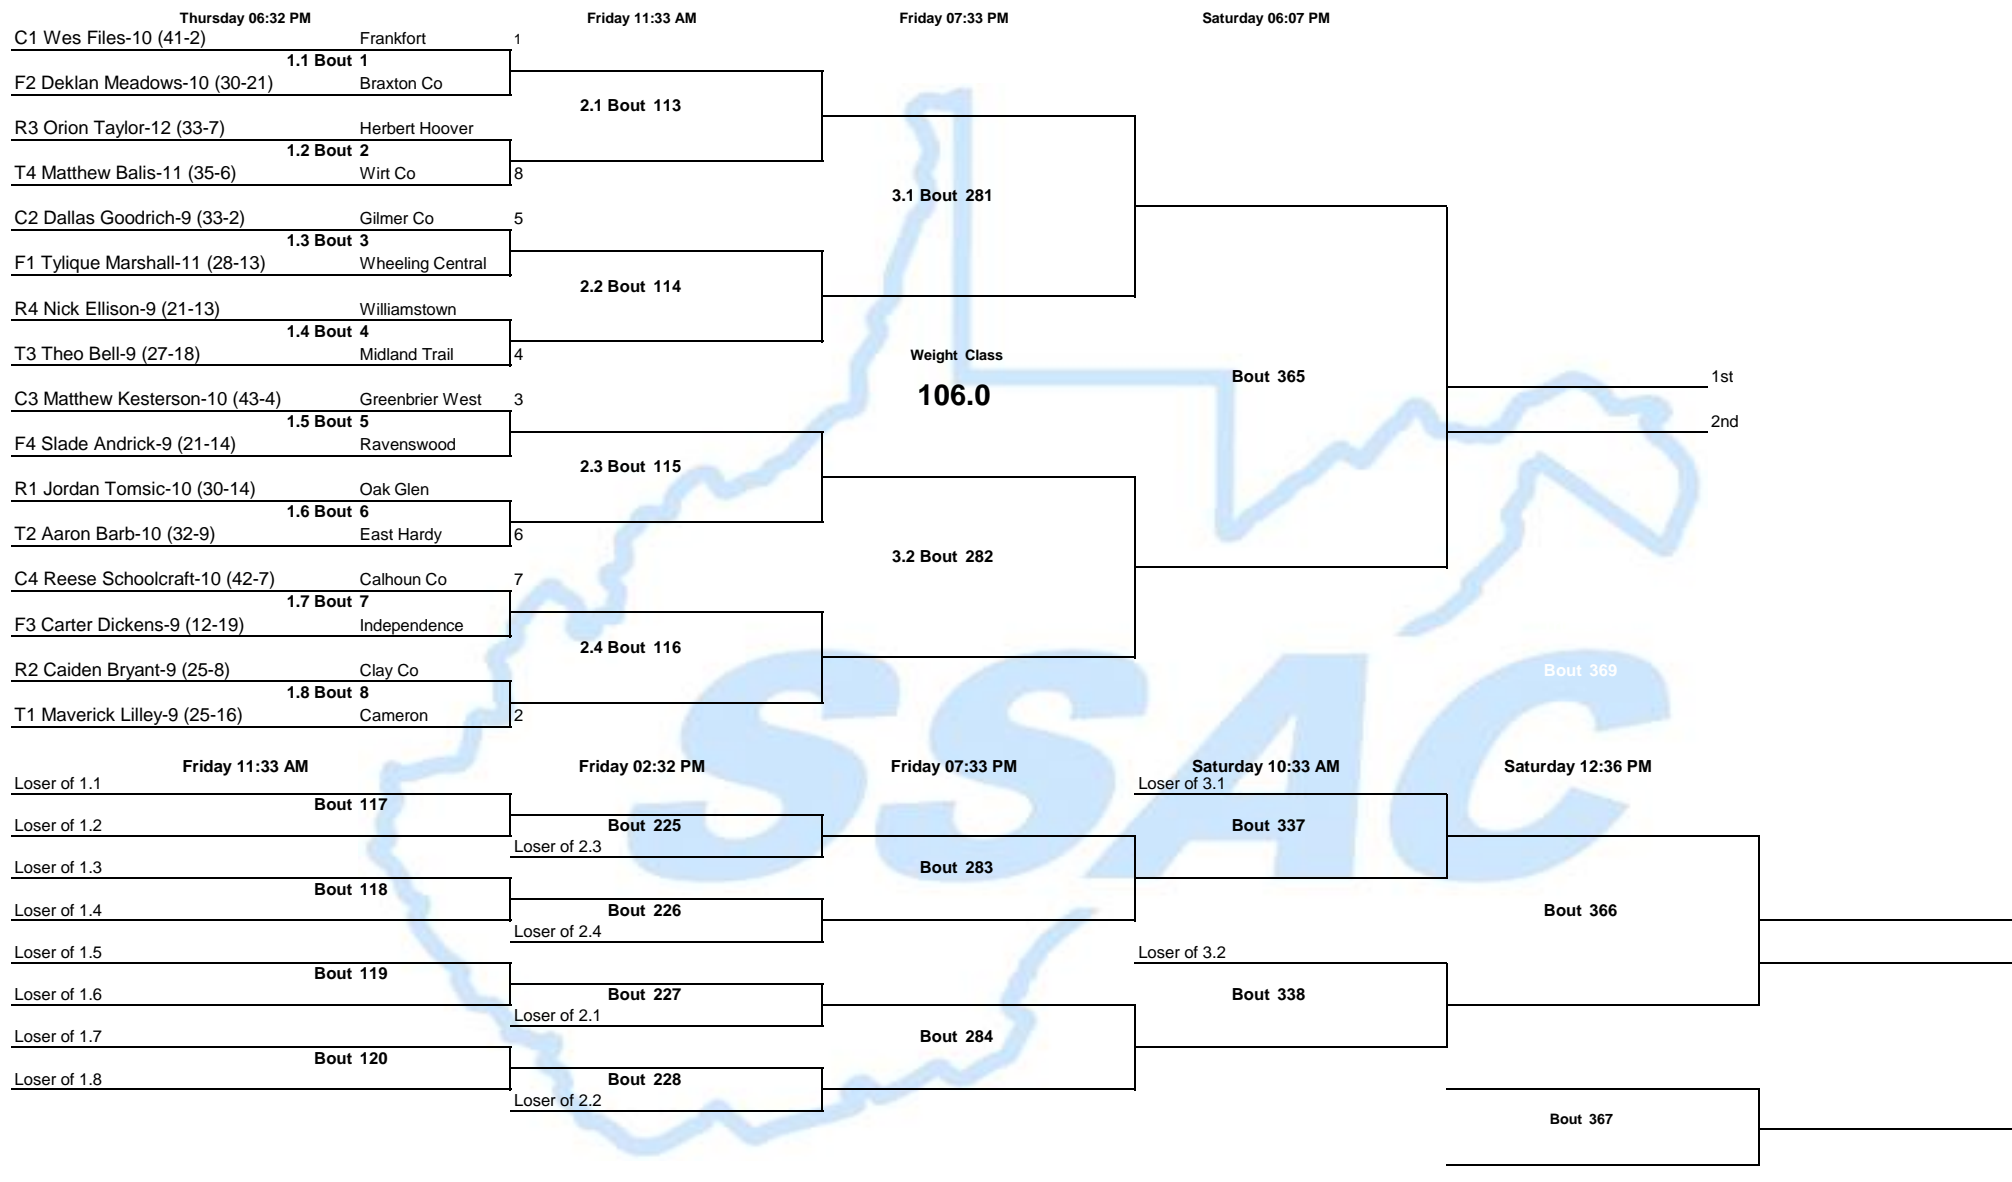 Thursday 06:32 PM Friday 11:33 AM Friday 07:33 PM Saturday 06:07 PM
C1 Wes Files-10 (41-2) Frankfort 1
1.1 Bout 1
F2 Deklan Meadows-10 (30-21) Braxton Co
2.1 Bout 113
R3 Orion Taylor-12 (33-7) Herbert Hoover
1.2 Bout 2
T4 Matthew Balis-11 (35-6) Wirt Co 8
3.1 Bout 281
C2 Dallas Goodrich-9 (33-2) Gilmer Co 5
1.3 Bout 3
F1 Tylique Marshall-11 (28-13) Wheeling Central
2.2 Bout 114
R4 Nick Ellison-9 (21-13) Williamstown
1.4 Bout 4
T3 Theo Bell-9 (27-18) Midland Trail 4
Weight Class
Bout 365
1st
106.0
C3 Matthew Kesterson-10 (43-4) Greenbrier West 3
1.5 Bout 5
2nd
F4 Slade Andrick-9 (21-14) Ravenswood
2.3 Bout 115
R1 Jordan Tomsic-10 (30-14) Oak Glen
1.6 Bout 6
T2 Aaron Barb-10 (32-9) East Hardy 6
3.2 Bout 282
C4 Reese Schoolcraft-10 (42-7) Calhoun Co 7
1.7 Bout 7
F3 Carter Dickens-9 (12-19) Independence
2.4 Bout 116
R2 Caiden Bryant-9 (25-8) Clay Co
Bout 369
1.8 Bout 8
T1 Maverick Lilley-9 (25-16) Cameron 2
SSAC
Friday 11:33 AM Friday 02:32 PM Friday 07:33 PM Saturday 10:33 AM Saturday 12:36 PM
Loser of 1.1 Loser of 3.1
Bout 117
Loser of 1.2 Bout 225 Bout 337
Loser of 2.3
Loser of 1.3 Bout 283
Bout 118
Loser of 1.4 Bout 226 Bout 366
Loser of 2.4
Loser of 1.5 Loser of 3.2
Bout 119
Loser of 1.6 Bout 227 Bout 338
Loser of 2.1
Loser of 1.7 Bout 284
Bout 120
Loser of 1.8 Bout 228
Loser of 2.2
Bout 367